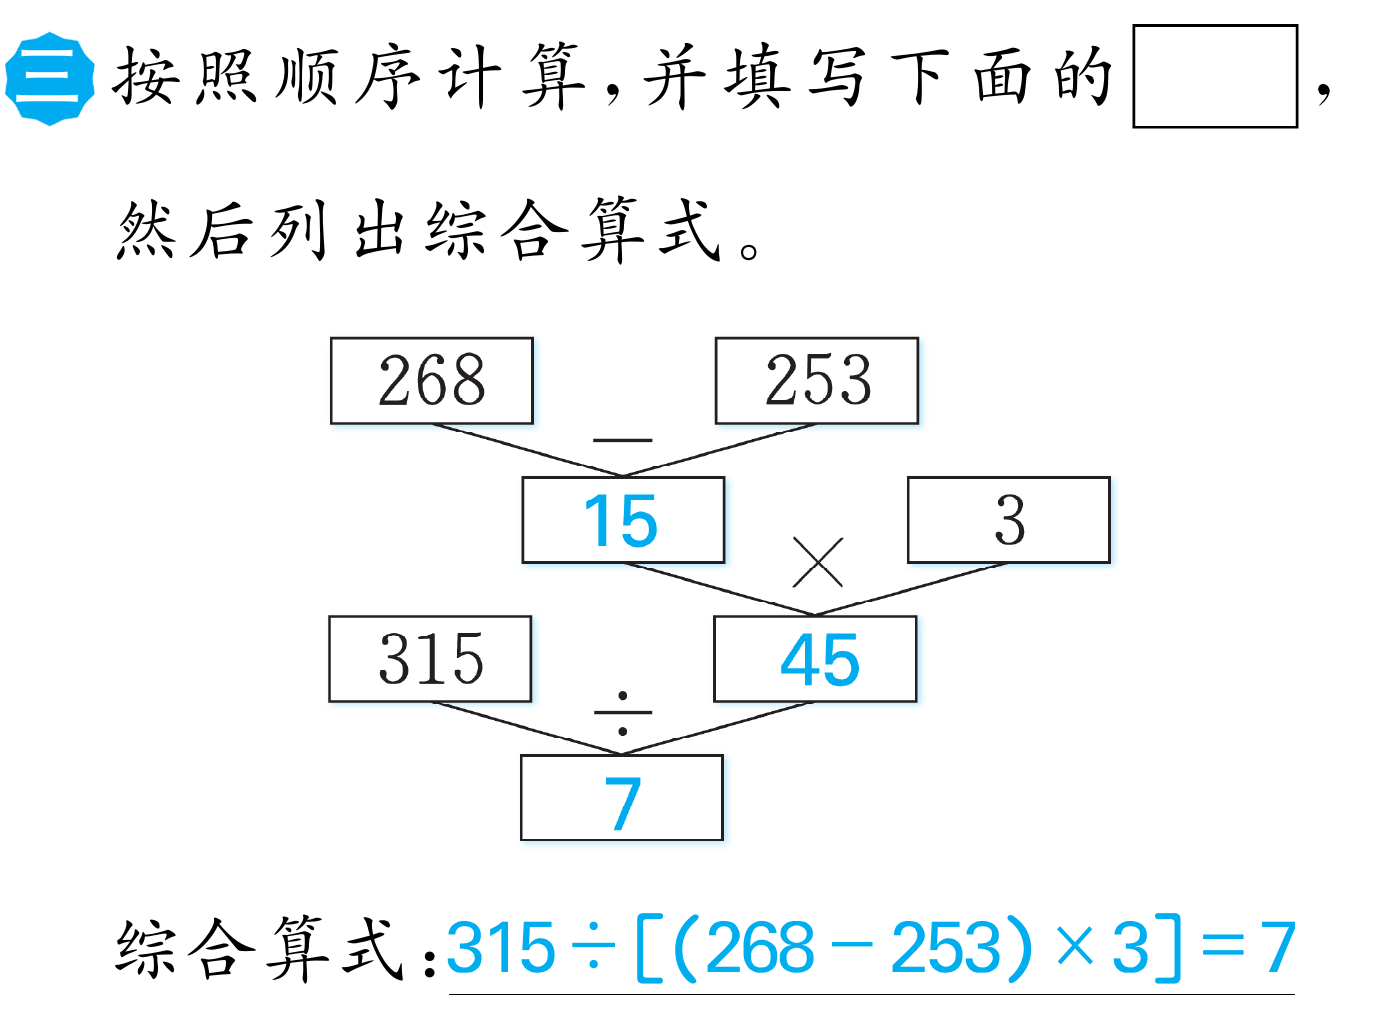 三 按照顺序计算,并填写下面的 ,
然后列出综合算式。
268 253
−
15 3
×
315 45
÷
7
综合算式:315÷[(268−253)×3]=7